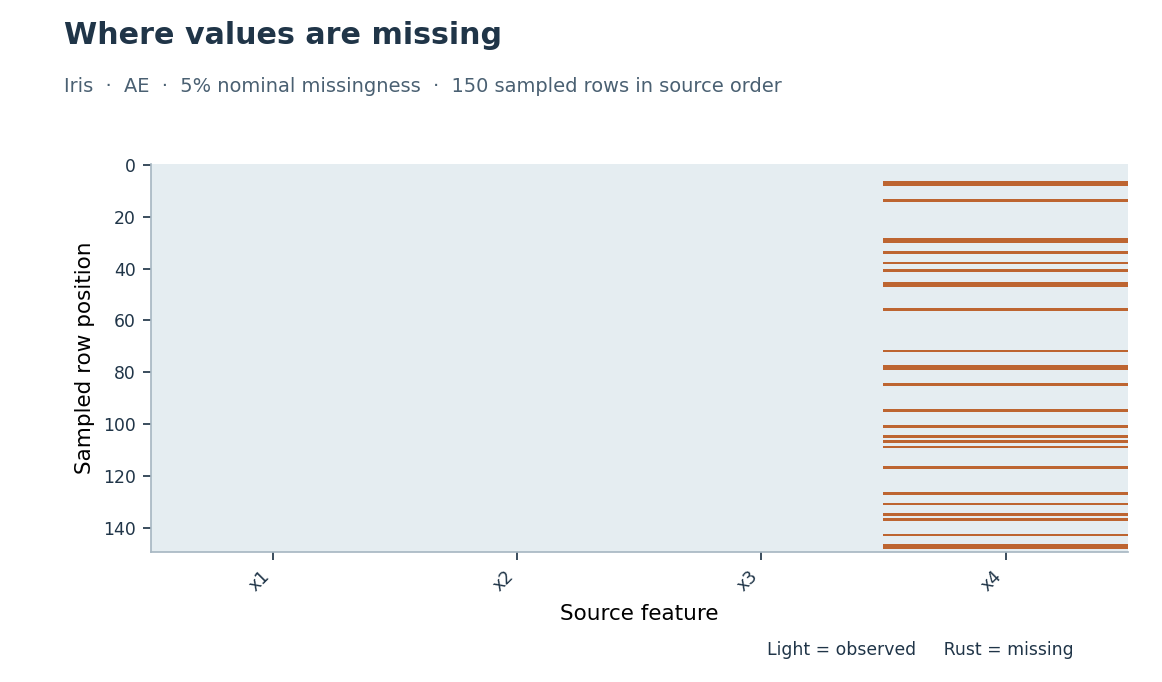 Where values are missing
Iris · AE · 5% nominal missingness · 150 sampled rows in source order
0
20
40
60
80
100
120
140
Sampled row position
x1
x2
x3
x4
Source feature
Light = observed Rust = missing